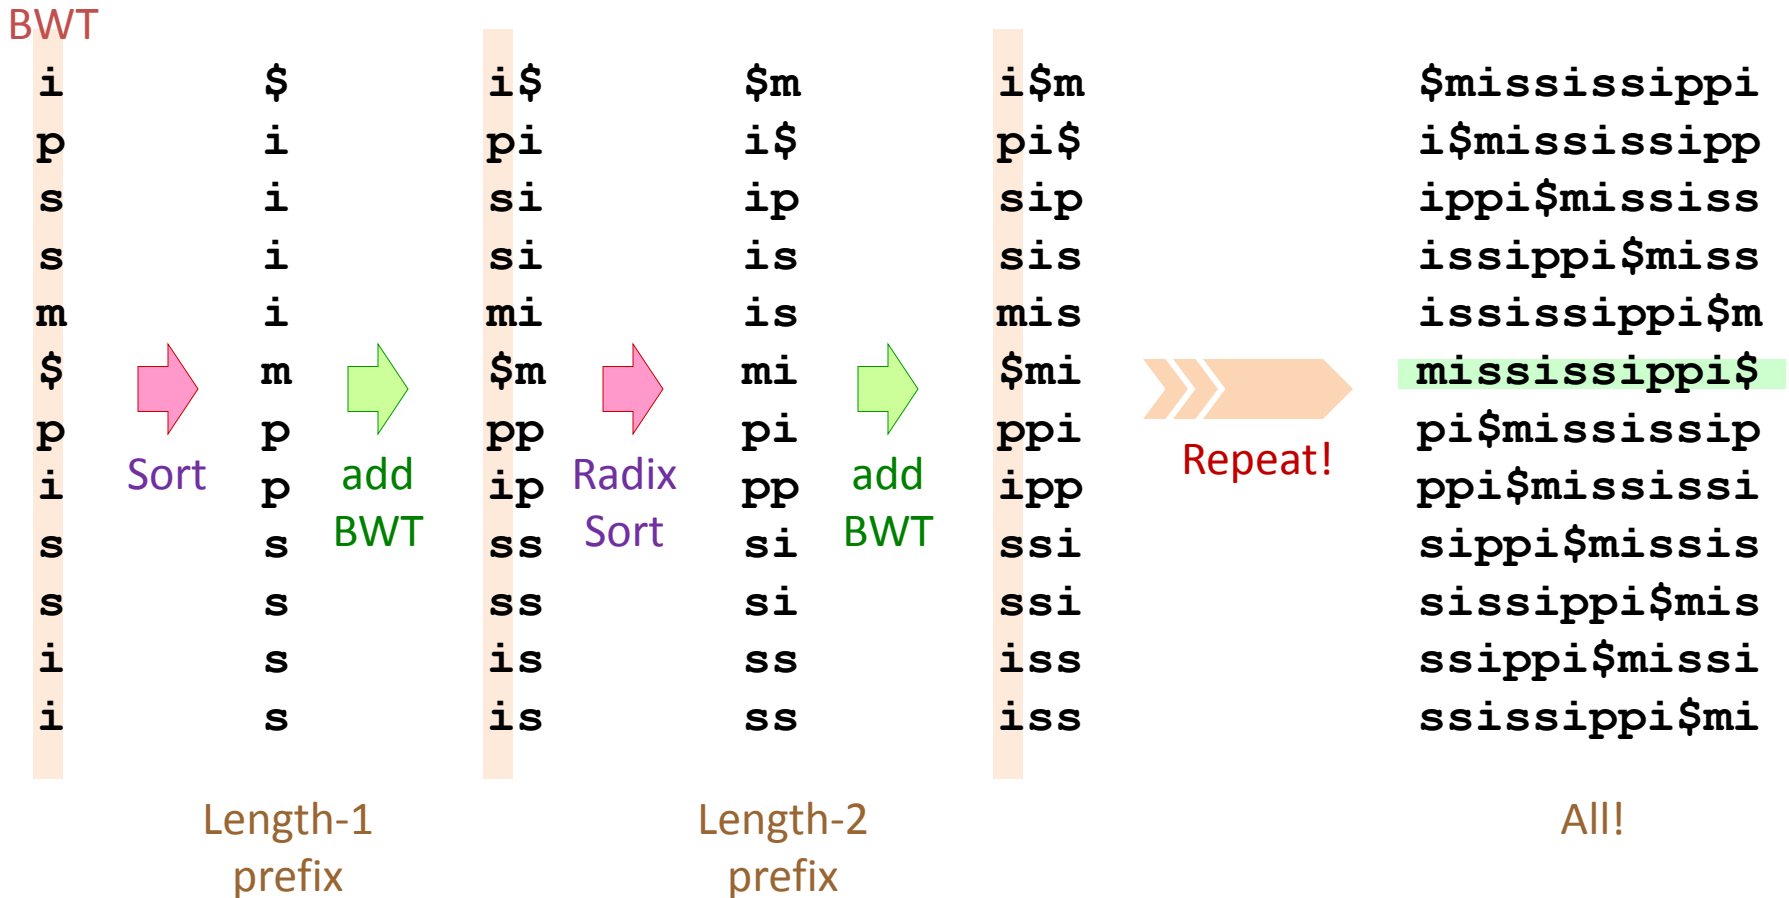 BWT
i $ i$ $m i$m $mississippi
p i pi i$ pi$ i$mississipp
s i si ip sip ippi$mississ
s i si is sis issippi$miss
m i mi is mis ississippi$m
$ m $m mi $mi mississippi$
p p pp pi ppi pi$mississip
i p ip pp ipp ppi$mississi
s s ss si ssi sippi$missis
s s ss si ssi sissippi$mis
i s is ss iss ssippi$missi
i s is ss iss ssissippi$mi
Sort
add
BWT
Radix
Sort
add
BWT
Repeat!
Length-1
prefix
Length-2
prefix
All!